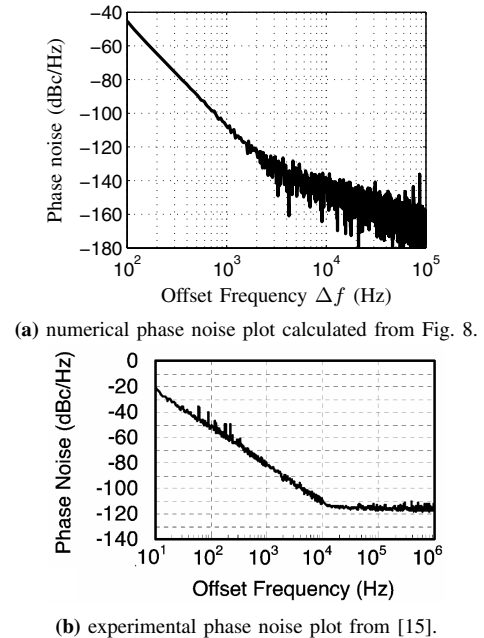 −40
−60
−80
−100
−120
−140
−160
−180
Phase noise (dBc/Hz)
10^2 10^3 10^4 10^5
Offset Frequency Δf (Hz)
(a) numerical phase noise plot calculated from Fig. 8.
0
-20
-40
-60
-80
-100
-120
-140
Phase Noise (dBc/Hz)
10^1 10^2 10^3 10^4 10^5 10^6
Offset Frequency (Hz)
(b) experimental phase noise plot from [15].